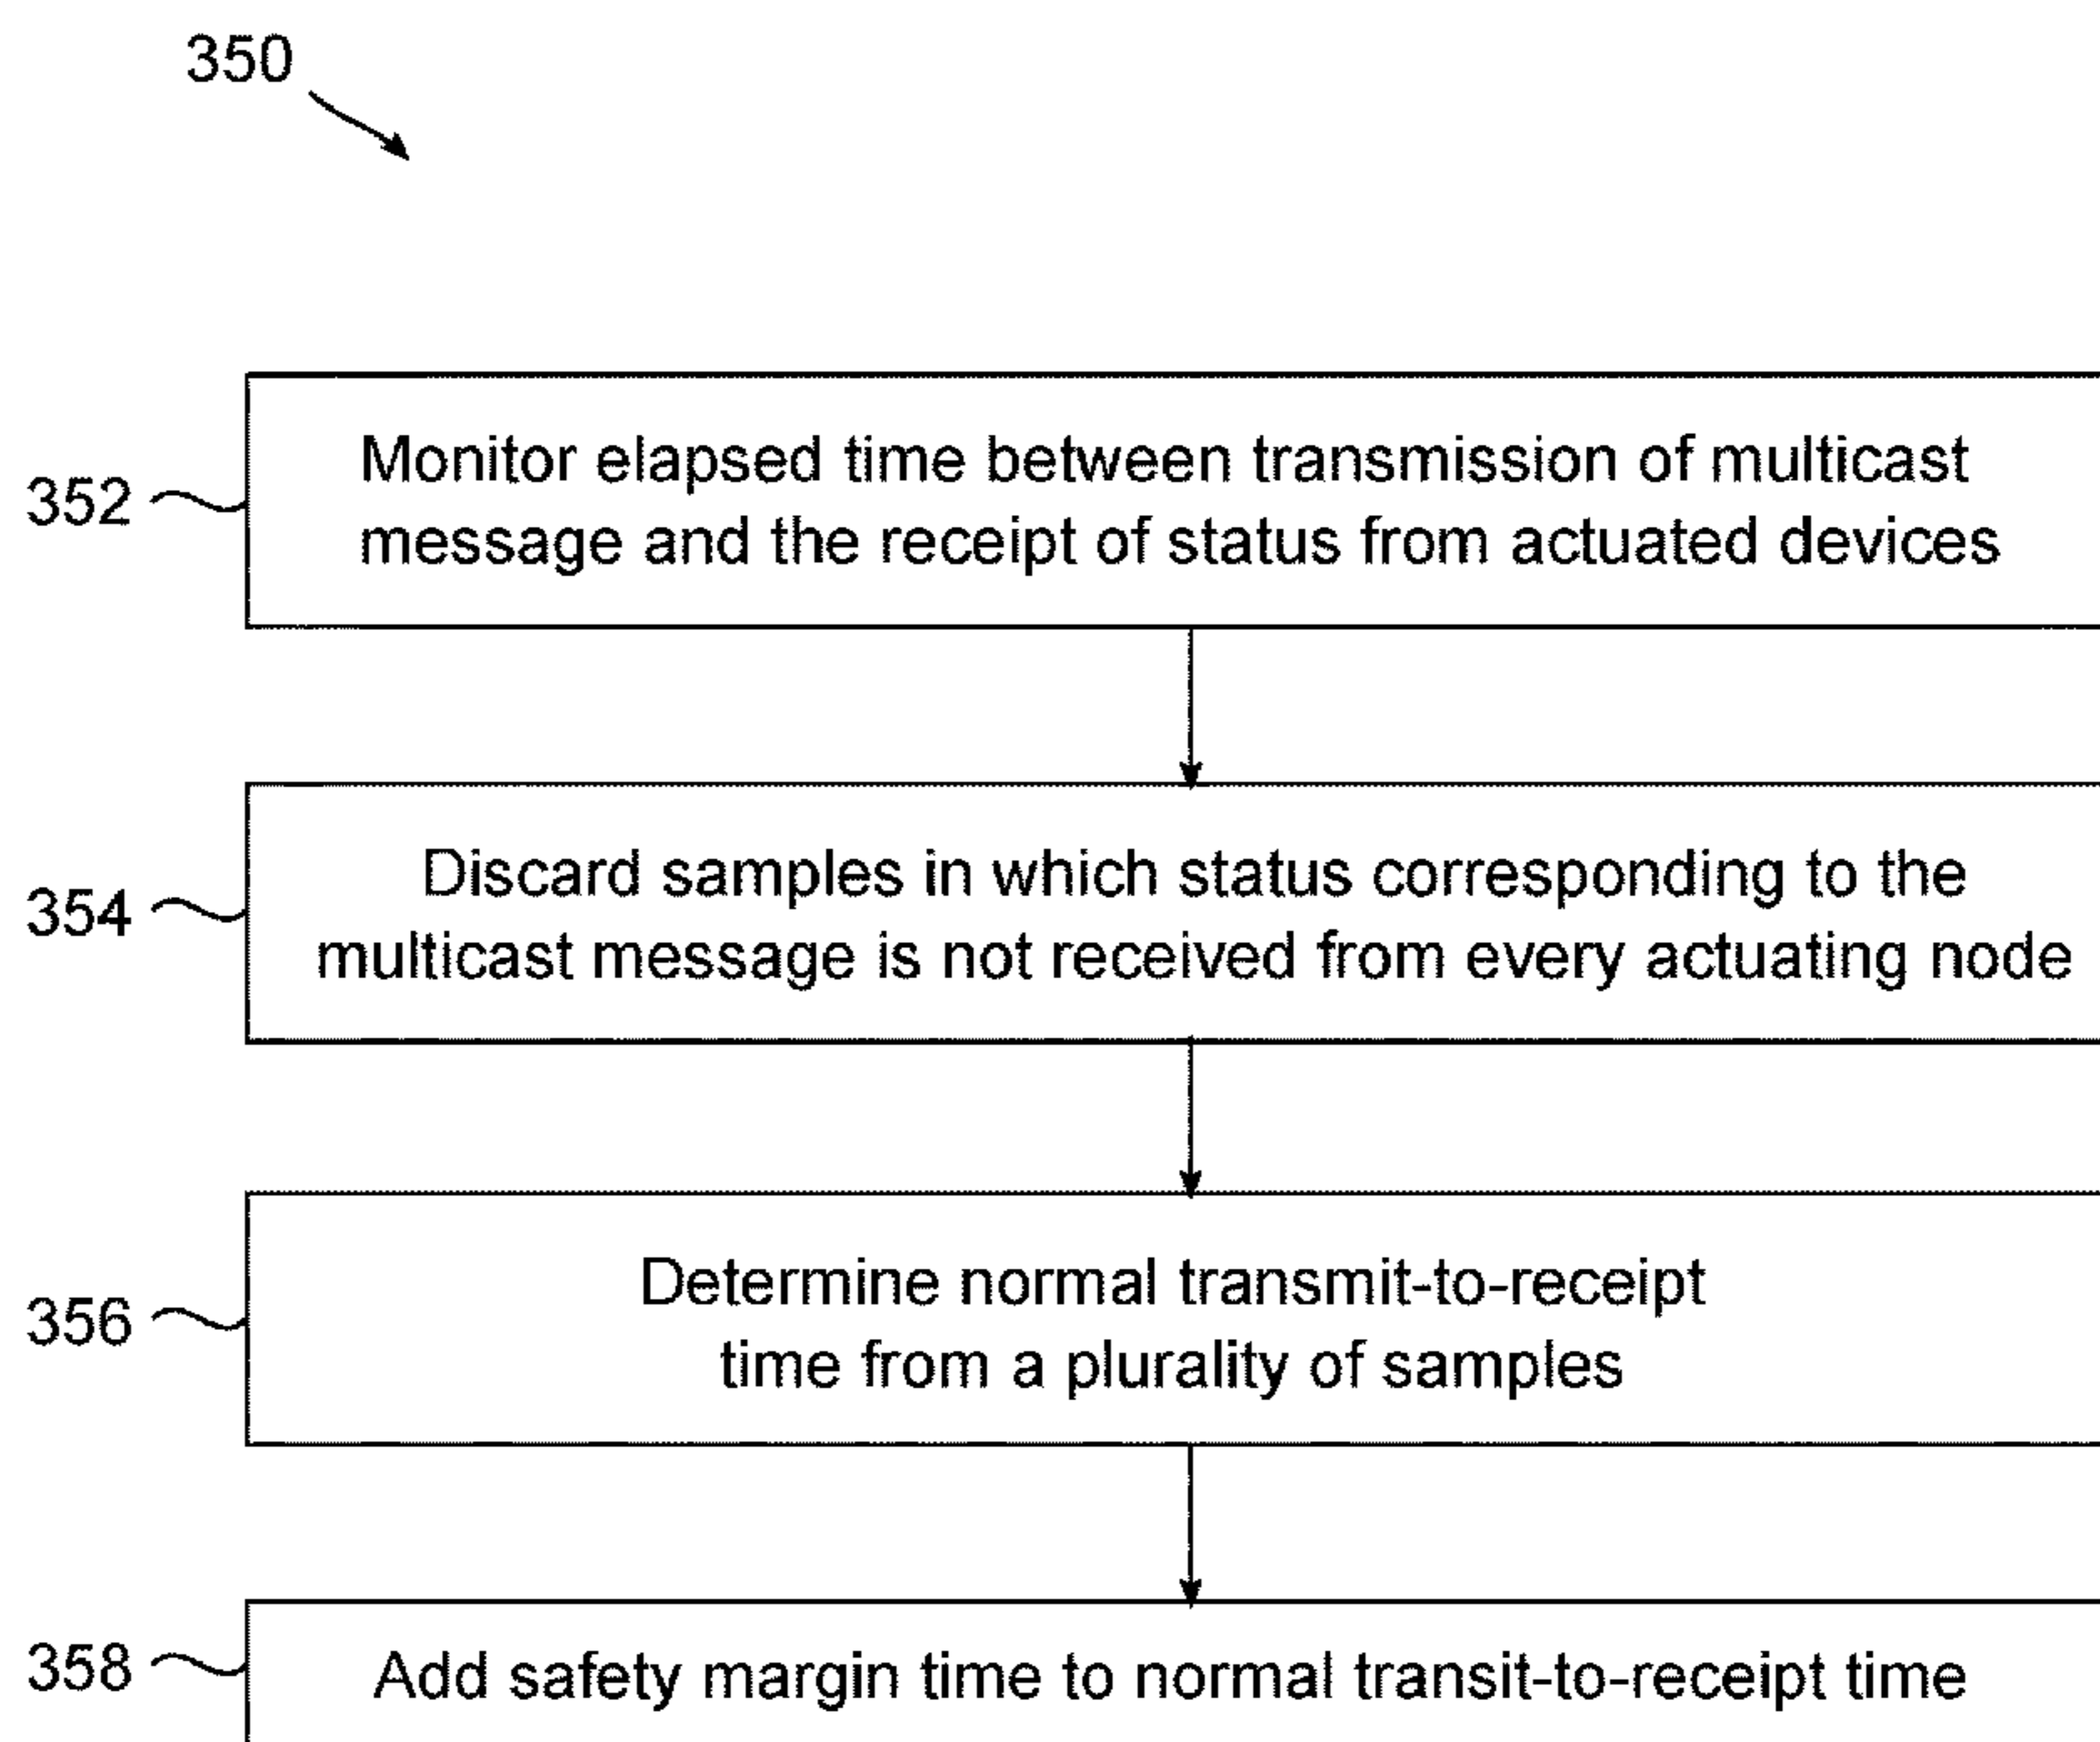 350
352
Monitor elapsed time between transmission of multicast
message and the receipt of status from actuated devices
354
Discard samples in which status corresponding to the
multicast message is not received from every actuating node
356
Determine normal transmit-to-receipt
time from a plurality of samples
358
Add safety margin time to normal transit-to-receipt time